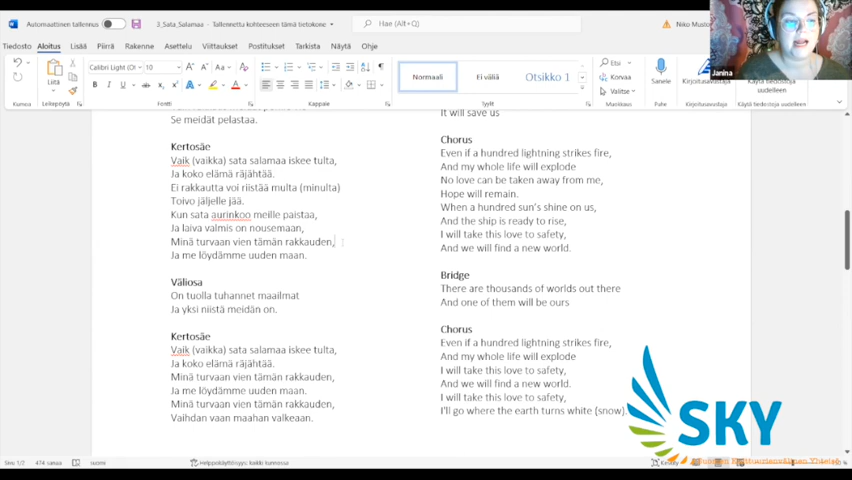 Automaattinen tallennus
3_Sata_Salamaa - Tallennettu kohteeseen tämä tietokone
Hae (Alt+Q)
Niko
Janina
Tiedosto Aloitus Lisää Piirrä Rakenne Asettelu Viittaukset Postitukset Tarkista Näytä Ohje
Liitä
Calibri Light (Ol 10
Normaali
Ei väliä
Otsikko 1
Etsi
Korvaa
Valitse
Sanele
Kumoa
Leikepöytä
Fontti
Kappale
Tyylit
Muokkaus
Puhe
Se meidät pelastaa.
Kertosäe
Vaik (vaikka) sata salamaa iskee tulta,
Ja koko elämä räjähtää.
Ei rakkautta voi riistää multa (minulta)
Toivo jäljelle jää.
Kun sata aurinkoo meille paistaa,
Ja laiva valmis on nousemaan,
Minä turvaan vien tämän rakkauden,
Ja me löydämme uuden maan.
Väliosa
On tuolla tuhannet maailmat
Ja yksi niistä meidän on.
Kertosäe
Vaik (vaikka) sata salamaa iskee tulta,
Ja koko elämä räjähtää.
Minä turvaan vien tämän rakkauden,
Ja me löydämme uuden maan.
Minä turvaan vien tämän rakkauden,
Vaihdan vaan maahan valkeaan.
It will save us
Chorus
Even if a hundred lightning strikes fire,
And my whole life will explode
No love can be taken away from me,
Hope will remain.
When a hundred sun's shine on us,
And the ship is ready to rise,
I will take this love to safety,
And we will find a new world.
Bridge
There are thousands of worlds out there
And one of them will be ours
Chorus
Even if a hundred lightning strikes fire,
And my whole life will explode
I will take this love to safety,
And we will find a new world.
I will take this love to safety,
I'll go where the earth turns white (snow).
SKY
Sivu 1/2 474 sanaa suomi Helppokäyttöisyys: kaikki kunnossa